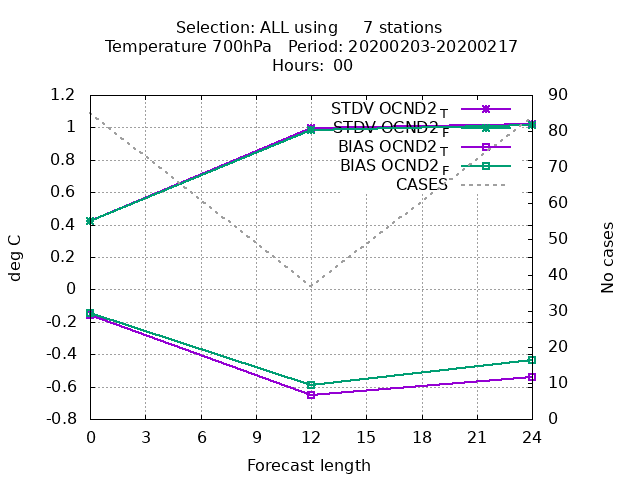 Selection: ALL using     7 stations
Temperature 700hPa   Period: 20200203-20200217
Hours:  00
1.2
1
0.8
0.6
0.4
0.2
0
-0.2
-0.4
-0.6
-0.8
deg C
90
80
70
60
50
40
30
20
10
0
No cases
STDV OCND2 T
STDV OCND2 F
BIAS OCND2 T
BIAS OCND2 F
CASES
0 3 6 9 12 15 18 21 24
Forecast length